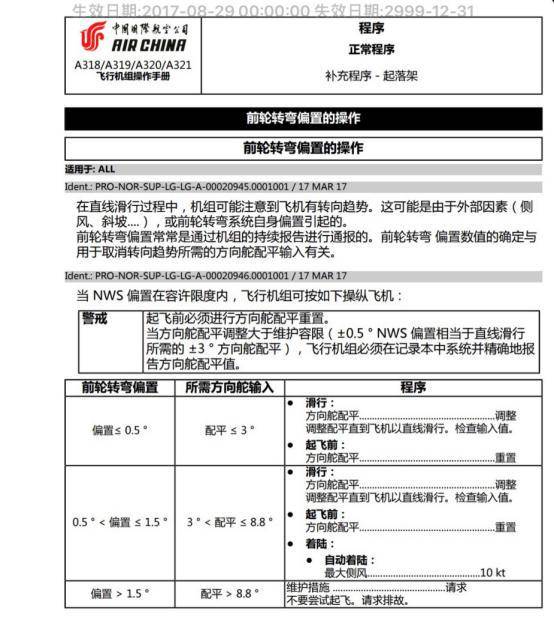 生效日期:2017-08-29 00:00:00 失效日期:2999-12-31
中国国际航空公司
AIR CHINA
A318/A319/A320/A321
飞行机组操作手册
程序
正常程序
补充程序 - 起落架
前轮转弯偏置的操作
前轮转弯偏置的操作
适用于: ALL
Ident.: PRO-NOR-SUP-LG-LG-A-00020945.0001001 / 17 MAR 17
在直线滑行过程中，机组可能注意到飞机有转向趋势。这可能是由于外部因素（侧
风、斜坡....），或前轮转弯系统自身偏置引起的。
前轮转弯偏置常常是通过机组的持续报告进行通报的。前轮转弯 偏置数值的确定与
用于取消转向趋势所需的方向舵配平输入有关。
Ident.: PRO-NOR-SUP-LG-LG-A-00020946.0001001 / 17 MAR 17
当 NWS 偏置在容许限度内，飞行机组可按如下操纵飞机：
警戒
起飞前必须进行方向舵配平重置。
当方向舵配平调整大于维护容限（±0.5 ° NWS 偏置相当于直线滑行
所需的 ±3 ° 方向舵配平），飞行机组必须在记录本中系统并精确地报
告方向舵配平值。
前轮转弯偏置 所需方向舵输入 程序
偏置≤ 0.5 ° 配平 ≤ 3 °
● 滑行：
方向舵配平......................................................调整
调整配平直到飞机以直线滑行。检查输入值。
● 起飞前：
方向舵配平......................................................重置
0.5 ° < 偏置 ≤ 1.5 ° 3 ° < 配平 ≤ 8.8 °
● 滑行：
方向舵配平......................................................调整
调整配平直到飞机以直线滑行。检查输入值。
● 起飞前：
方向舵配平......................................................重置
● 着陆：
● 自动着陆：
最大侧风.............................................10 kt
偏置 > 1.5 ° 配平 > 8.8 °
维护措施 .............................................请求
不要尝试起飞。请求排故。